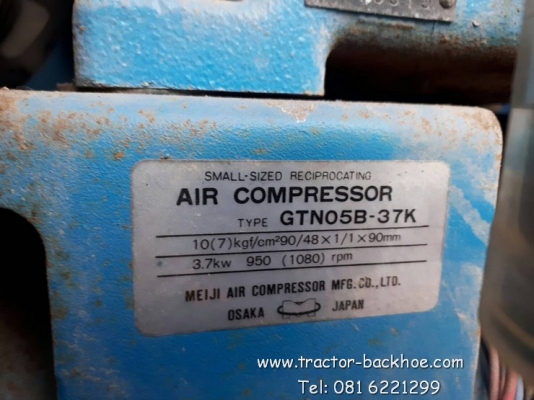 SMALL-SIZED RECIPROCATING
AIR COMPRESSOR
TYPE GTN05B-37K
10(7)kgf/cm²90/48×1/1×90mm
3.7kw 950 (1080) rpm
MEIJI AIR COMPRESSOR MFG.CO.,LTD.
OSAKA JAPAN
www.tractor-backhoe.com
Tel: 081 6221299